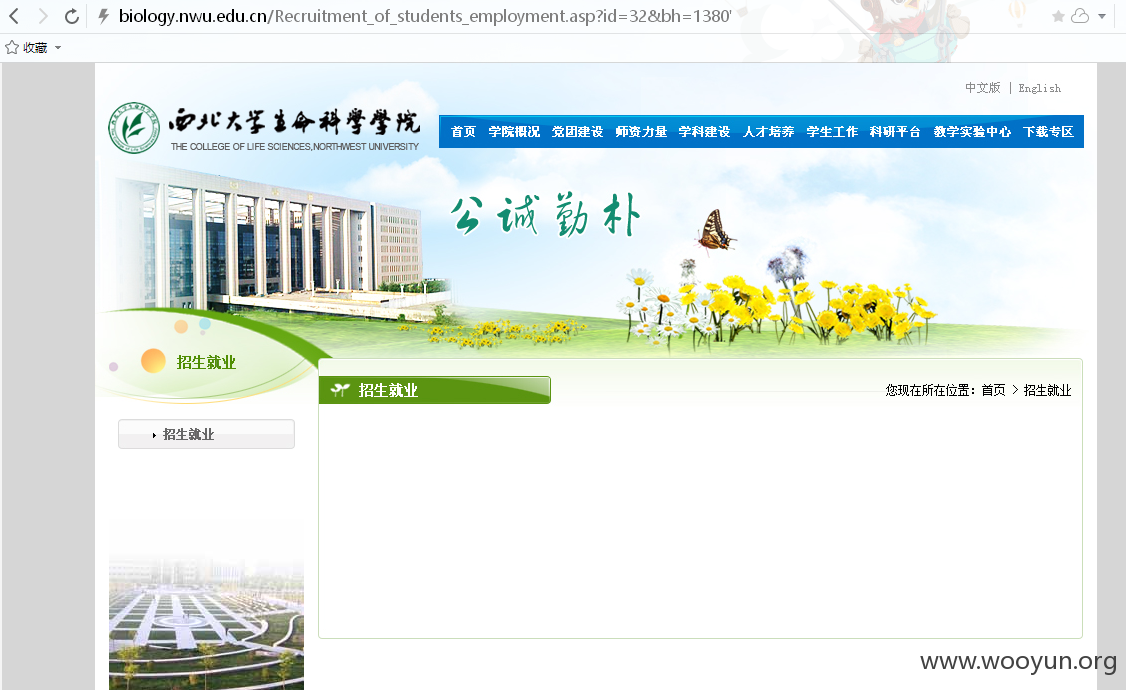 biology.nwu.edu.cn/Recruitment_of_students_employment.asp?id=32&bh=1380'
收藏
中文版 | English
西北大学生命科学学院
THE COLLEGE OF LIFE SCIENCES,NORTHWEST UNIVERSITY
首页 学院概况 党团建设 师资力量 学科建设 人才培养 学生工作 科研平台 教学实验中心 下载专区
公诚勤朴
招生就业
招生就业
您现在所在位置：首页 > 招生就业
招生就业
www.wooyun.org